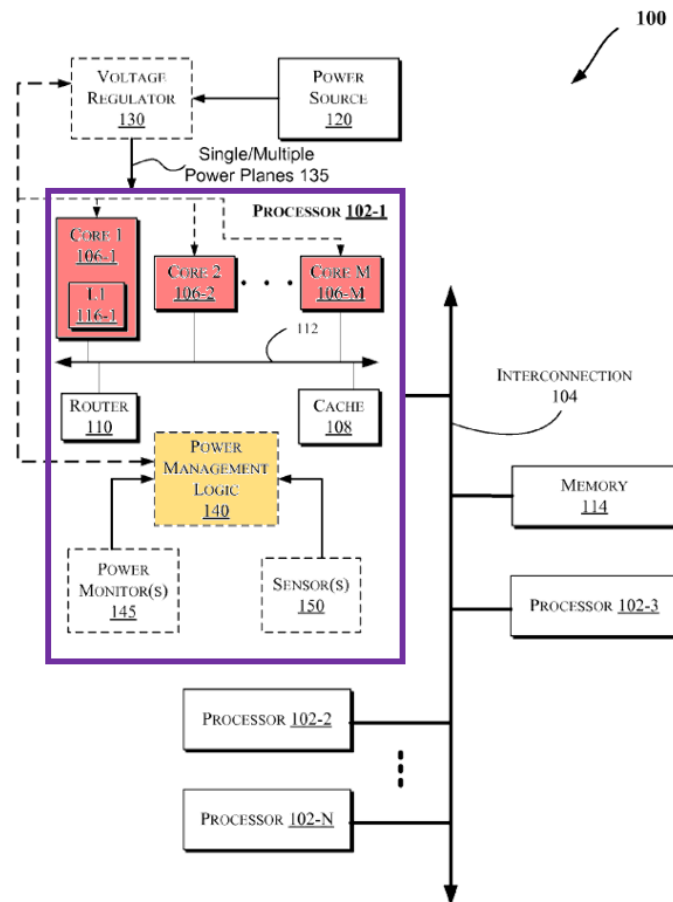 100
VOLTAGE
REGULATOR
130
POWER
SOURCE
120
Single/Multiple
Power Planes 135
PROCESSOR 102-1
CORE 1
106-1
L1
116-1
CORE 2
106-2
CORE M
106-M
112
ROUTER
110
CACHE
108
POWER
MANAGEMENT
LOGIC
140
POWER
MONITOR(S)
145
SENSOR(S)
150
INTERCONNECTION
104
MEMORY
114
PROCESSOR 102-3
PROCESSOR 102-2
PROCESSOR 102-N